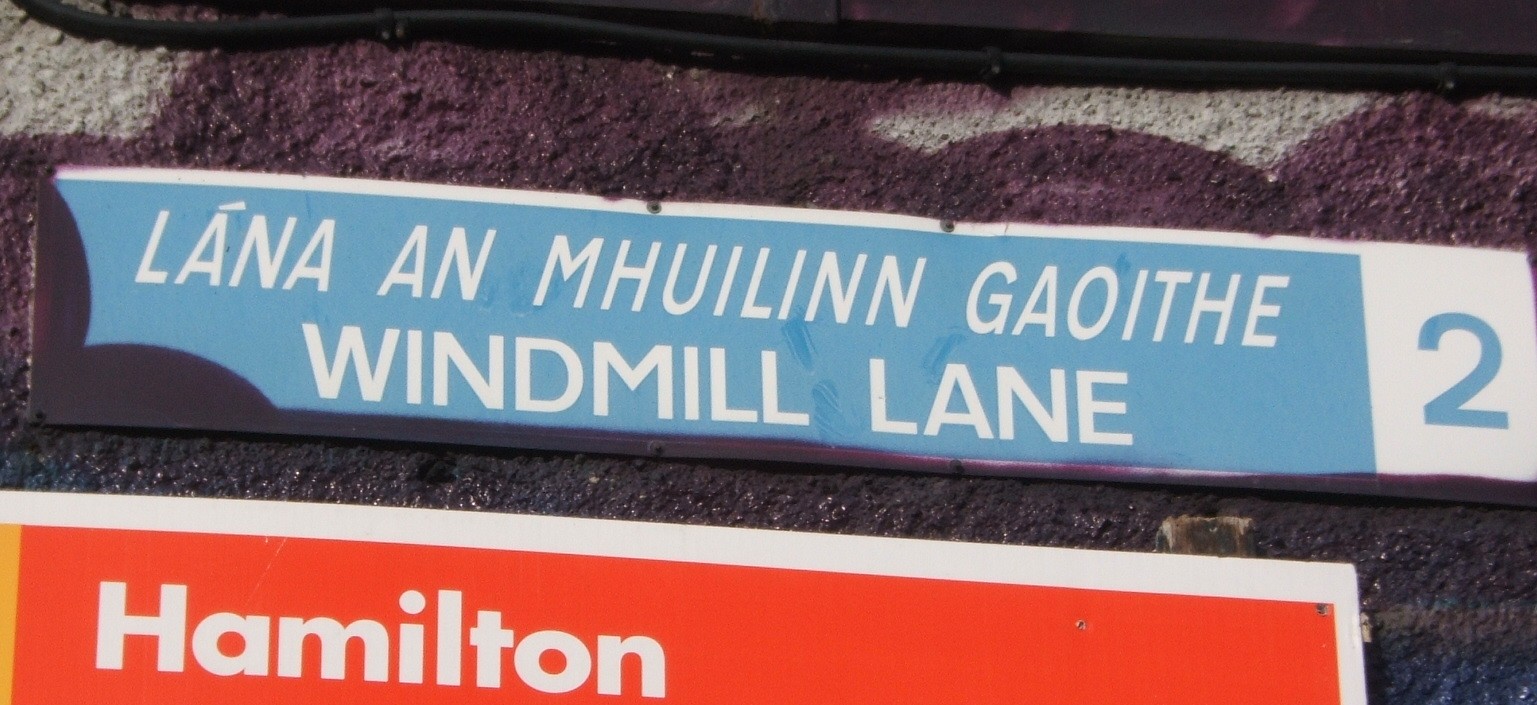 LÁNA AN MHUILINN GAOITHE
WINDMILL LANE
2
Hamilton